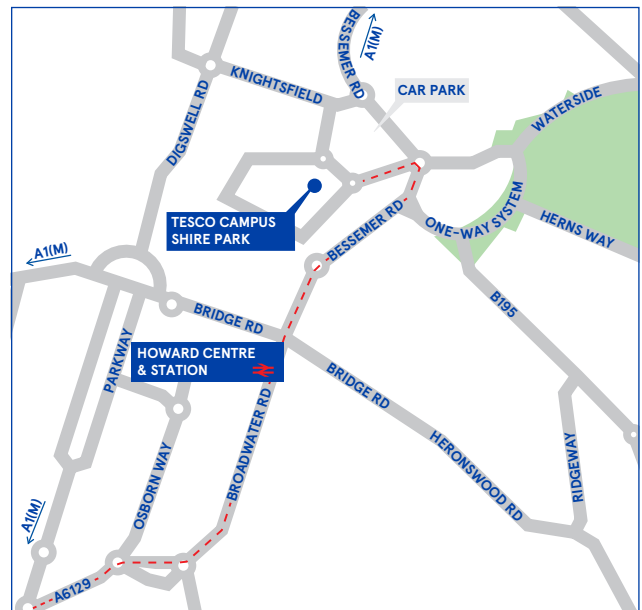 A1(M)
BESSEMER RD
KNIGHTSFIELD
CAR PARK
WATERSIDE
DIGSWELL RD
TESCO CAMPUS
SHIRE PARK
BESSEMER RD
ONE-WAY SYSTEM
HERNS WAY
A1(M)
B195
BRIDGE RD
PARKWAY
HOWARD CENTRE
& STATION
BRIDGE RD
BROADWATER RD
HERONSWOOD RD
RIDGEWAY
OSBORN WAY
A1(M)
A6129